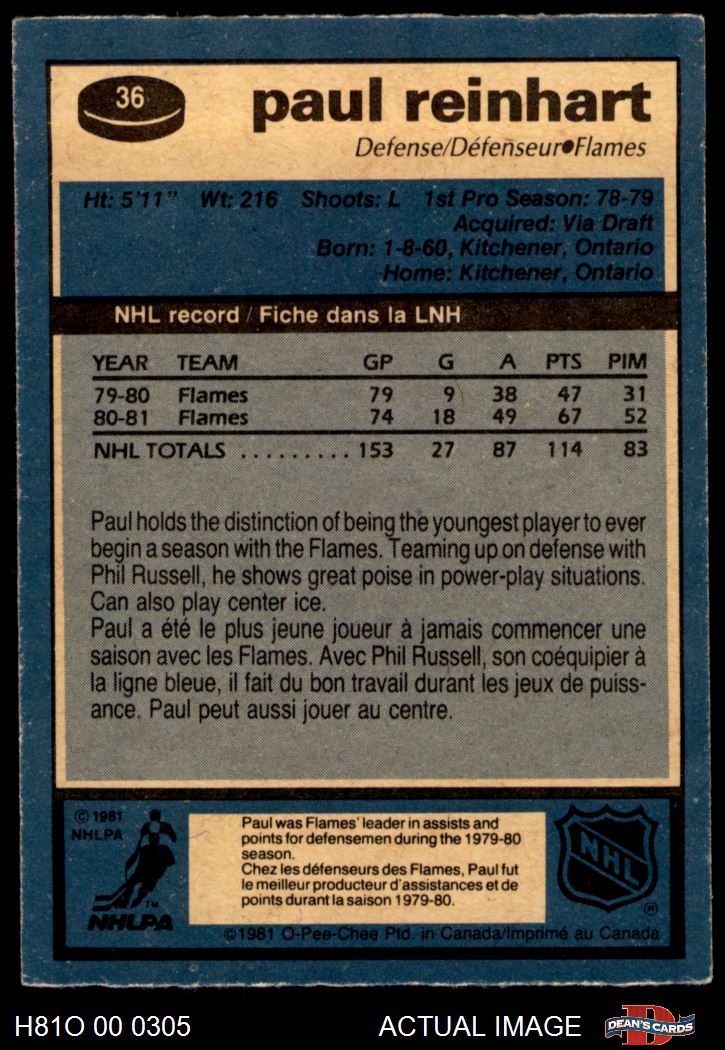 36
paul reinhart
Defense/Défenseur•Flames
Ht: 5'11" Wt: 216 Shoots: L 1st Pro Season: 78-79
Acquired: Via Draft
Born: 1-8-60, Kitchener, Ontario
Home: Kitchener, Ontario
NHL record / Fiche dans la LNH
YEAR TEAM GP G A PTS PIM
79-80 Flames 79 9 38 47 31
80-81 Flames 74 18 49 67 52
NHL TOTALS ......... 153 27 87 114 83
Paul holds the distinction of being the youngest player to ever
begin a season with the Flames. Teaming up on defense with
Phil Russell, he shows great poise in power-play situations.
Can also play center ice.
Paul a été le plus jeune joueur à jamais commencer une
saison avec les Flames. Avec Phil Russell, son coéquipier à
la ligne bleue, il fait du bon travail durant les jeux de puiss-
ance. Paul peut aussi jouer au centre.
© 1981
NHLPA
TM
NHLPA
Paul was Flames' leader in assists and
points for defensemen during the 1979-80
season.
Chez les défenseurs des Flames, Paul fut
le meilleur producteur d'assistances et de
points durant la saison 1979-80.
NHL
®
©1981 O-Pee-Chee Ptd. in Canada/Imprimé au Canada
H81O 00 0305 ACTUAL IMAGE
D
DEAN'S CARDS